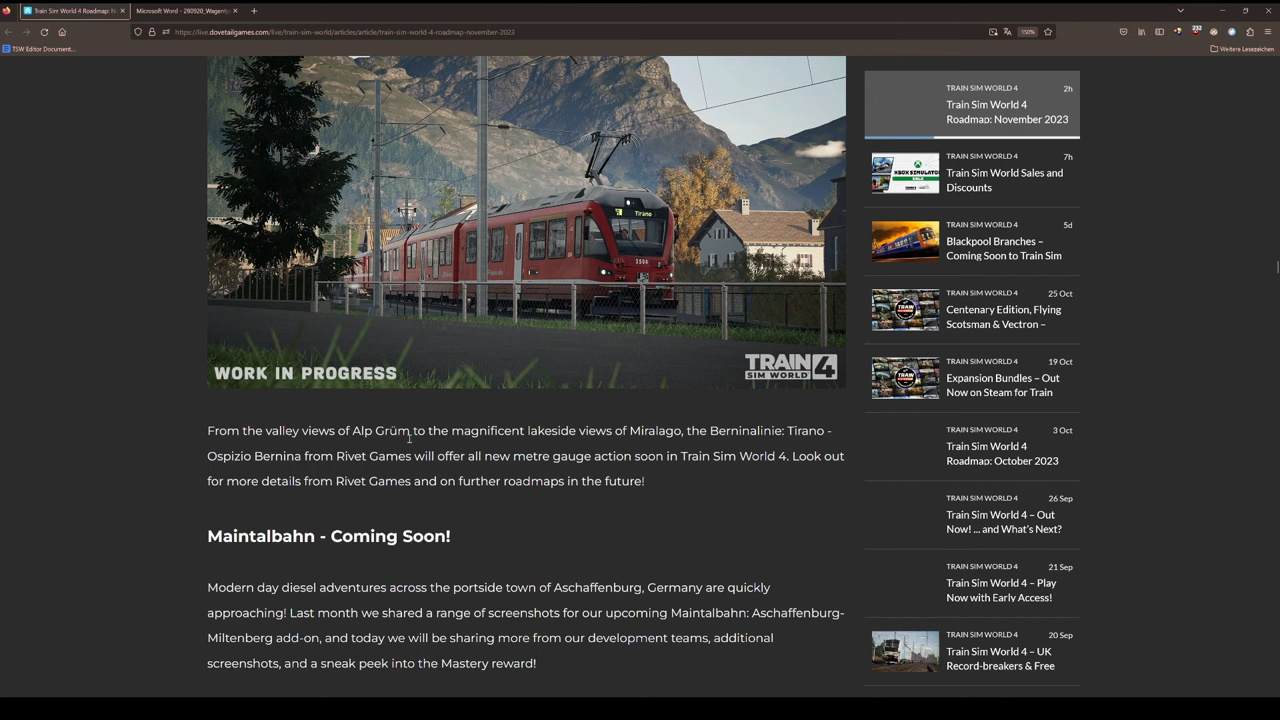 Train Sim World 4 Roadmap: No
Microsoft Word - 280920_Wagent
https://live.dovetailgames.com/live/train-sim-world/articles/article/train-sim-world-4-roadmap-november-2023
150%
232
TSW Editor Document...
Weitere Lesezeichen
Tirano
3504
WORK IN PROGRESS
TRAIN
SIM WORLD 4
From the valley views of Alp Grüm to the magnificent lakeside views of Miralago, the Berninalinie: Tirano -
Ospizio Bernina from Rivet Games will offer all new metre gauge action soon in Train Sim World 4. Look out
for more details from Rivet Games and on further roadmaps in the future!
Maintalbahn - Coming Soon!
Modern day diesel adventures across the portside town of Aschaffenburg, Germany are quickly
approaching! Last month we shared a range of screenshots for our upcoming Maintalbahn: Aschaffenburg-
Miltenberg add-on, and today we will be sharing more from our development teams, additional
screenshots, and a sneak peek into the Mastery reward!
TRAIN SIM WORLD 4 2h
Train Sim World 4
Roadmap: November 2023
TRAIN SIM WORLD 4 7h
Train Sim World Sales and
Discounts
TRAIN SIM WORLD 4 5d
Blackpool Branches –
Coming Soon to Train Sim
TRAIN SIM WORLD 4 25 Oct
Centenary Edition, Flying
Scotsman & Vectron –
TRAIN SIM WORLD 4 19 Oct
Expansion Bundles – Out
Now on Steam for Train
TRAIN SIM WORLD 4 3 Oct
Train Sim World 4
Roadmap: October 2023
TRAIN SIM WORLD 4 26 Sep
Train Sim World 4 – Out
Now! ... and What's Next?
TRAIN SIM WORLD 4 21 Sep
Train Sim World 4 – Play
Now with Early Access!
TRAIN SIM WORLD 4 20 Sep
Train Sim World 4 – UK
Record-breakers & Free